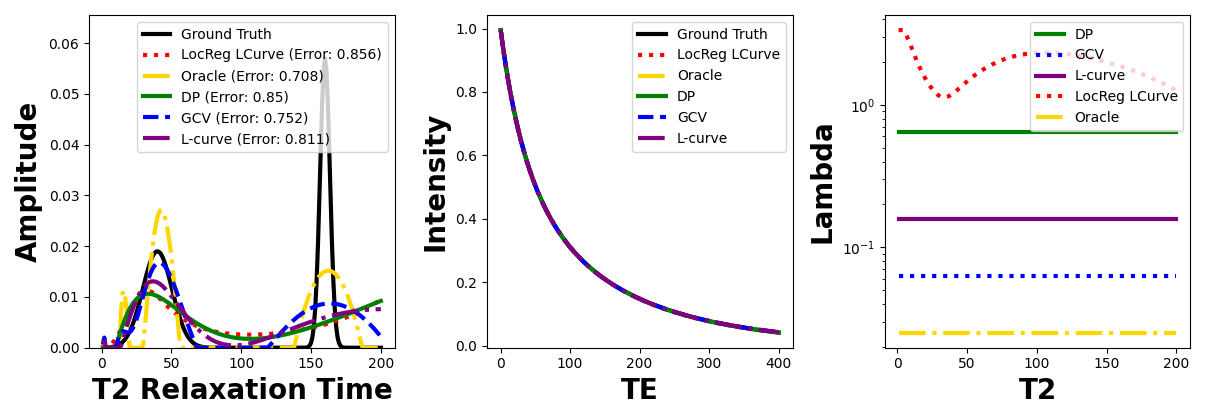 Amplitude
0.06
0.05
0.04
0.03
0.02
0.01
0.00
0
50
100
150
200
T2 Relaxation Time
Ground Truth
LocReg LCurve (Error: 0.856)
Oracle (Error: 0.708)
DP (Error: 0.85)
GCV (Error: 0.752)
L-curve (Error: 0.811)
Intensity
1.0
0.8
0.6
0.4
0.2
0.0
0
100
200
300
400
TE
Ground Truth
LocReg LCurve
Oracle
DP
GCV
L-curve
Lambda
10⁰
10⁻¹
0
50
100
150
200
T2
DP
GCV
L-curve
LocReg LCurve
Oracle